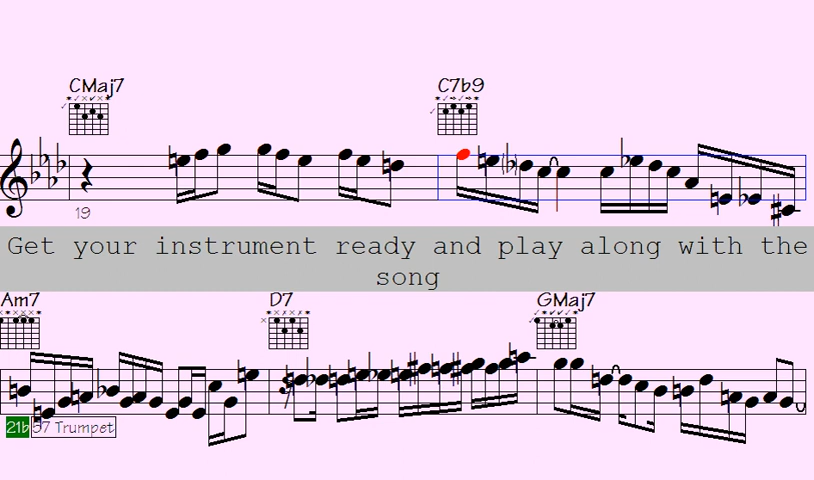 CMaj7 C7b9
19
Get your instrument ready and play along with the
song
Am7 D7 GMaj7
21b 57 Trumpet